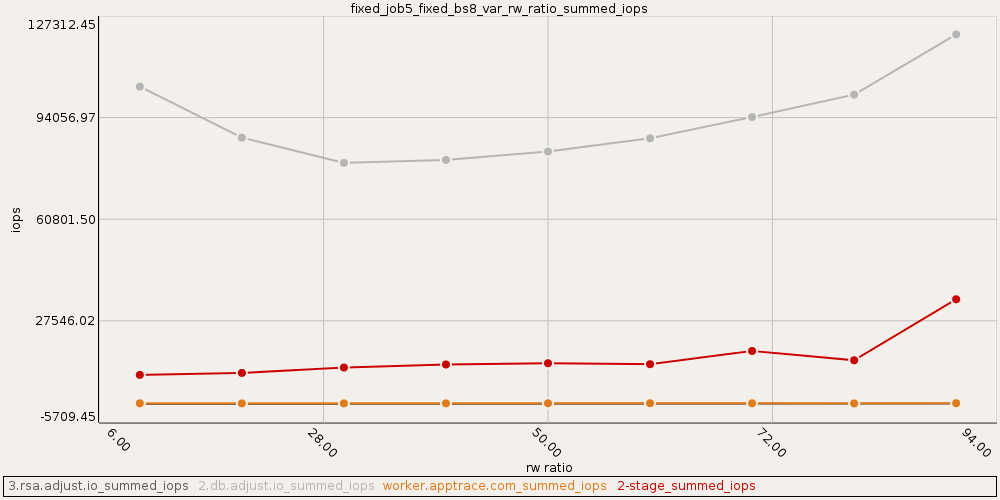 fixed_job5_fixed_bs8_var_rw_ratio_summed_iops
127312.45
94056.97
60801.50
27546.02
-5709.45
iops
6.00 28.00 50.00 72.00 94.00
rw ratio
3.rsa.adjust.io_summed_iops 2.db.adjust.io_summed_iops worker.apptrace.com_summed_iops 2-stage_summed_iops